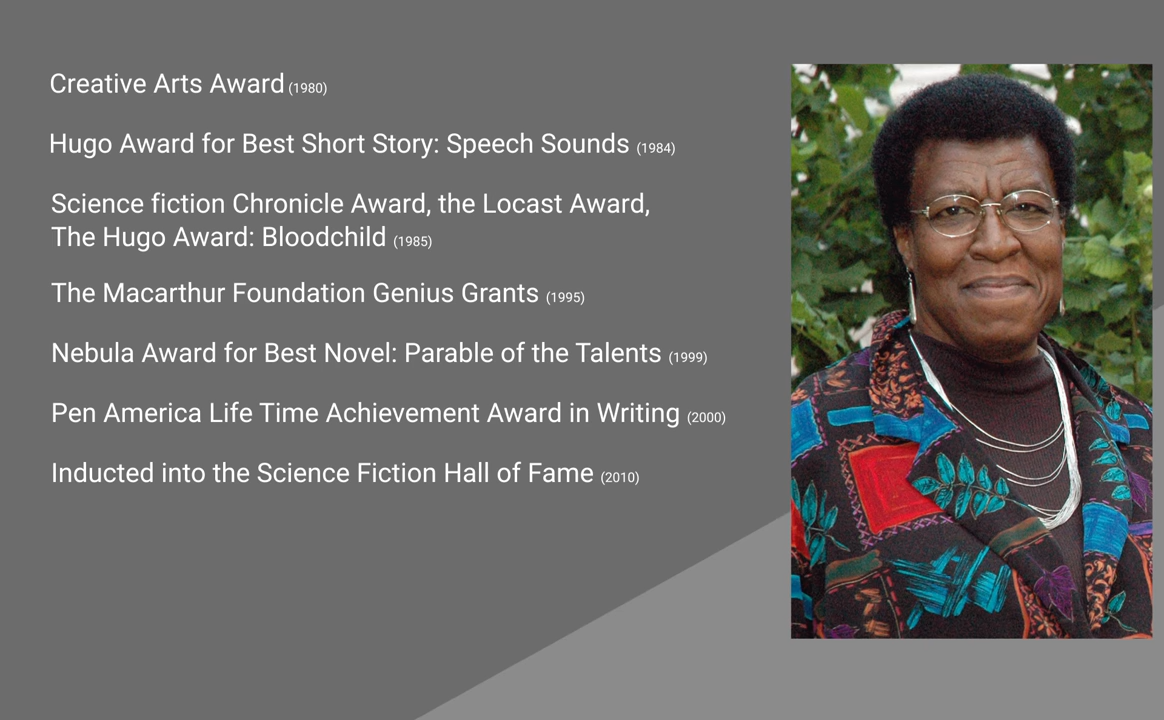 Creative Arts Award (1980)
Hugo Award for Best Short Story: Speech Sounds (1984)
Science fiction Chronicle Award, the Locast Award,
The Hugo Award: Bloodchild (1985)
The Macarthur Foundation Genius Grants (1995)
Nebula Award for Best Novel: Parable of the Talents (1999)
Pen America Life Time Achievement Award in Writing (2000)
Inducted into the Science Fiction Hall of Fame (2010)